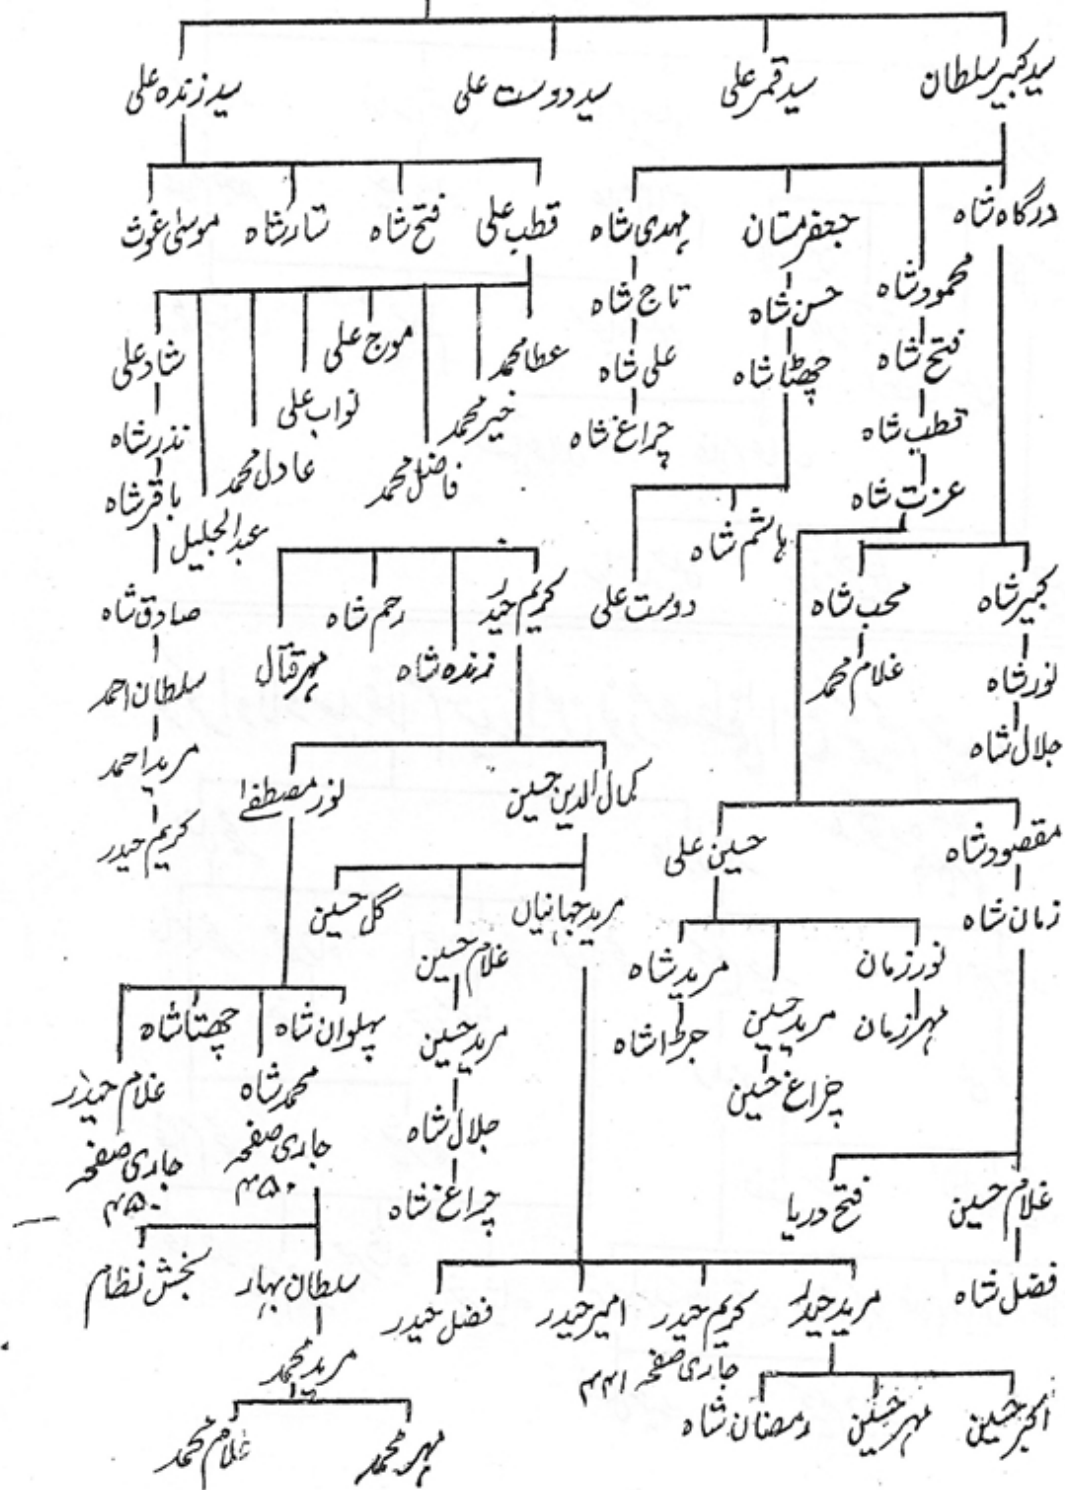 سید کبیر سلطان
سید قمر علی
سید دوست علی
سید زندہ علی
درگاہ شاہ
محمود شاہ
جعفر مستان
مہدی شاہ
قطب علی
فتح شاہ
ستار شاہ
موسیٰ غوث
فتح شاہ
قطب شاہ
عزت شاہ
حسن شاہ
چھٹا شاہ
تاج شاہ
علی شاہ
چراغ شاہ
عطا محمد
خیر محمد
فاضل محمد
موج علی
نواب علی
عادل محمد
عبدالجلیل
شاد علی
نذر شاہ
باقر شاہ
صادق شاہ
سلطان احمد
مرید احمد
کریم حیدر
ہاشم شاہ
دوست علی
کبیر شاہ
نور شاہ
جلال شاہ
محب شاہ
غلام محمد
کریم حیدر
زندہ شاہ
رحم شاہ
مہر قتال
کمال الدین حسین
نور مصطفےٰ
مقصود شاہ
زمان شاہ
حسین علی
نور زمان
مہر زمان
مرید حسین
چراغ حسین
مرید شاہ
مرید جہانیاں
غلام حسین
گل حسین
مرید حسین
جلال شاہ
چراغ شاہ
پہلوان شاہ
محمد شاہ
جاری صفحہ ۴۵۰
چھتا شاہ
غلام حیدر
جاری صفحہ ۴۵۰
غلام حسین
فتح دریا
فضل شاہ
مرید حیدر
کریم حیدر
جاری صفحہ ۴۴۱
امیر حیدر
فضل حیدر
سلطان بہار
بخش نظام
مرید محمد
اکبر حسین
مہر حسین
رمضان شاہ
مہر محمد
غلام محمد